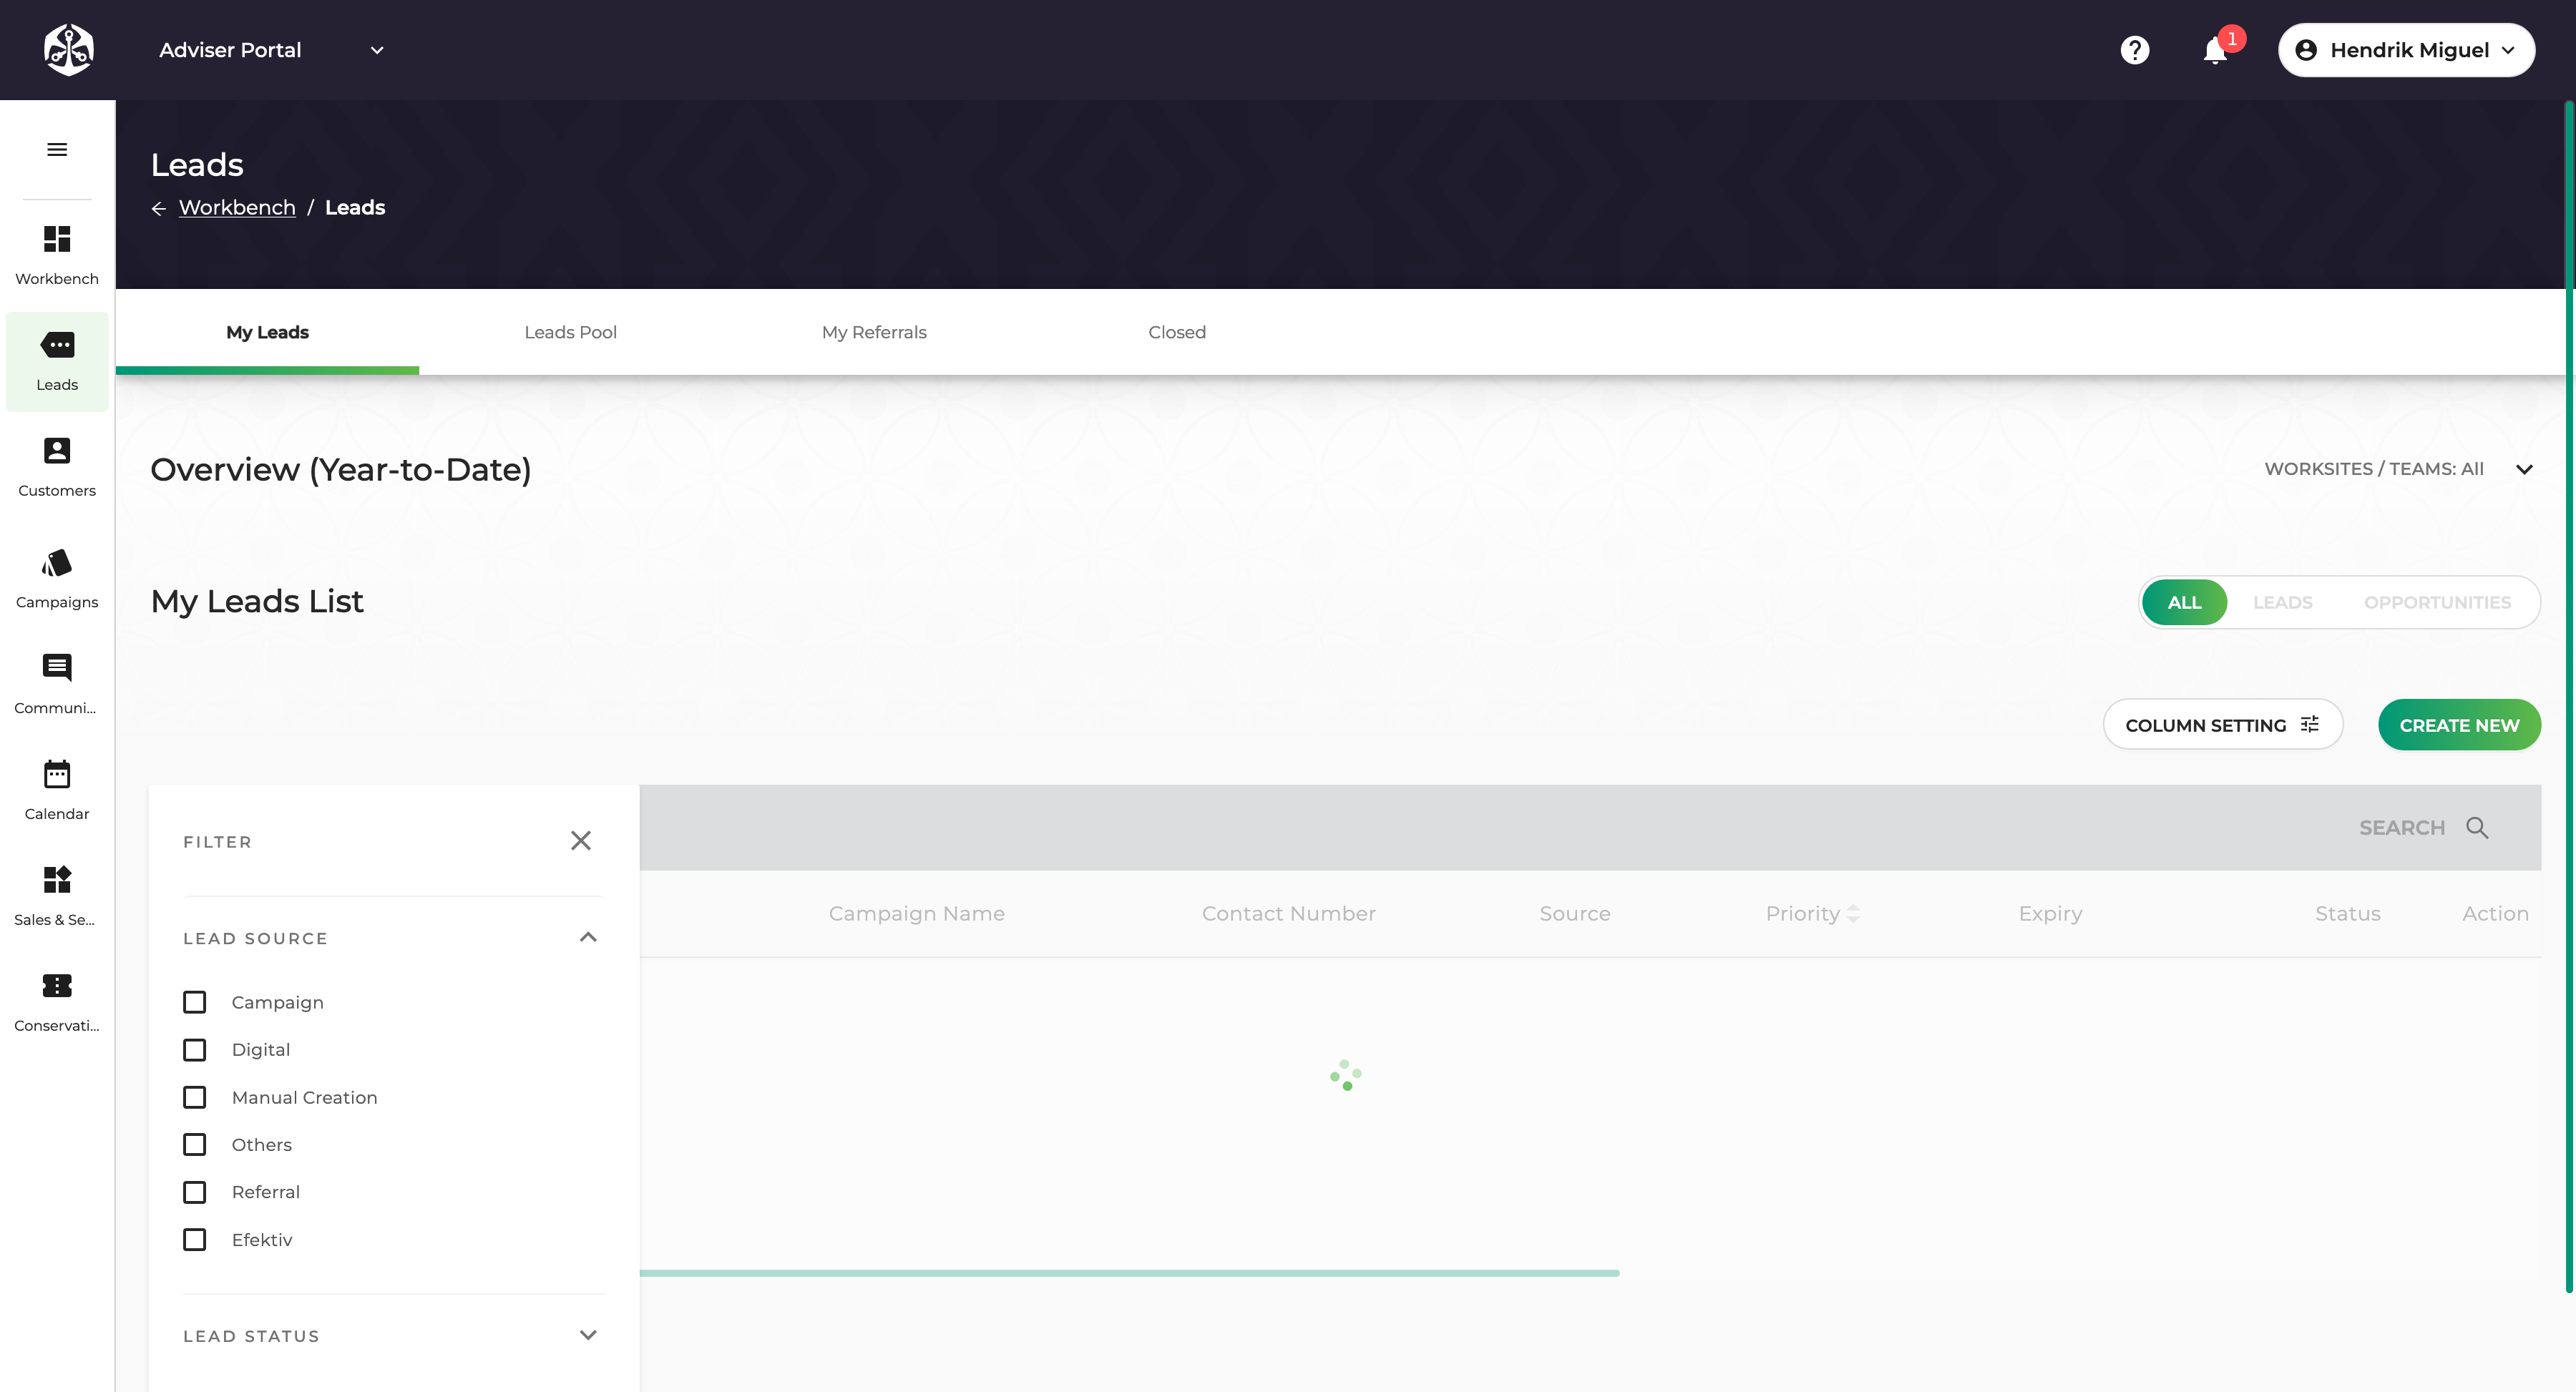 Adviser Portal
1
Hendrik Miguel
Leads
Workbench / Leads
Workbench
Leads
Customers
Campaigns
Communi...
Calendar
Sales & Se...
Conservati...
My Leads
Leads Pool
My Referrals
Closed
Overview (Year-to-Date)
WORKSITES / TEAMS: All
My Leads List
ALL
LEADS
OPPORTUNITIES
COLUMN SETTING
CREATE NEW
FILTER
SEARCH
Campaign Name
Contact Number
Source
Priority
Expiry
Status
Action
LEAD SOURCE
Campaign
Digital
Manual Creation
Others
Referral
Efektiv
LEAD STATUS